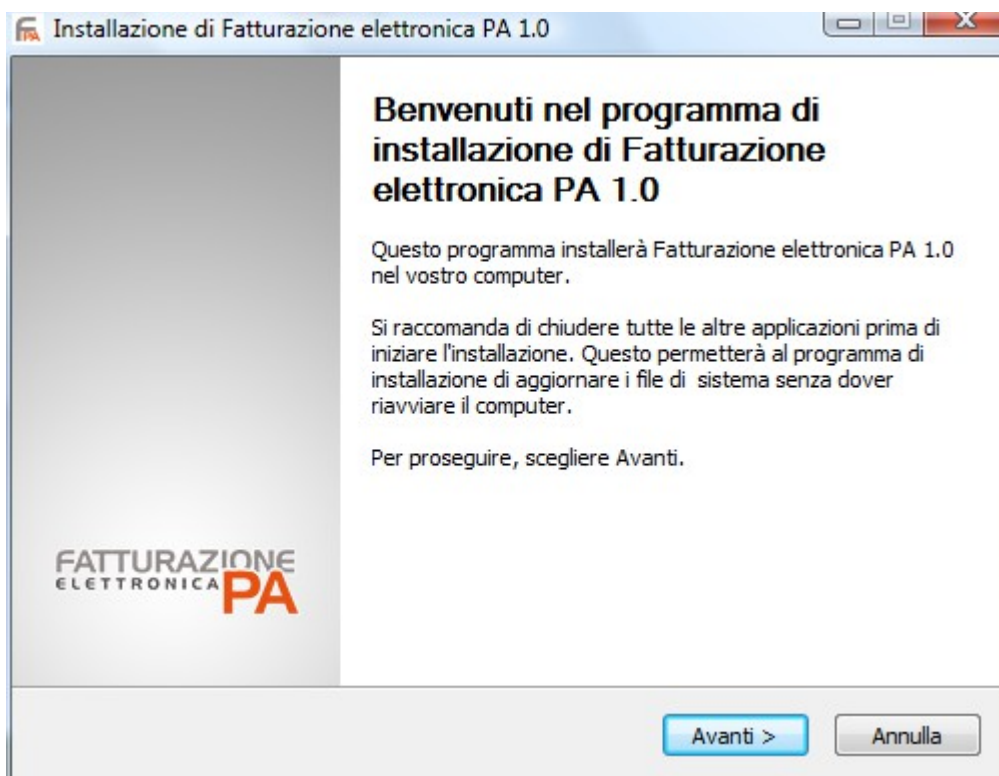 Installazione di Fatturazione elettronica PA 1.0
Benvenuti nel programma di
installazione di Fatturazione
elettronica PA 1.0
Questo programma installerà Fatturazione elettronica PA 1.0
nel vostro computer.
Si raccomanda di chiudere tutte le altre applicazioni prima di
iniziare l'installazione. Questo permetterà al programma di
installazione di aggiornare i file di  sistema senza dover
riavviare il computer.
Per proseguire, scegliere Avanti.
FATTURAZIONE
ELETTRONICA PA
Avanti >
Annulla